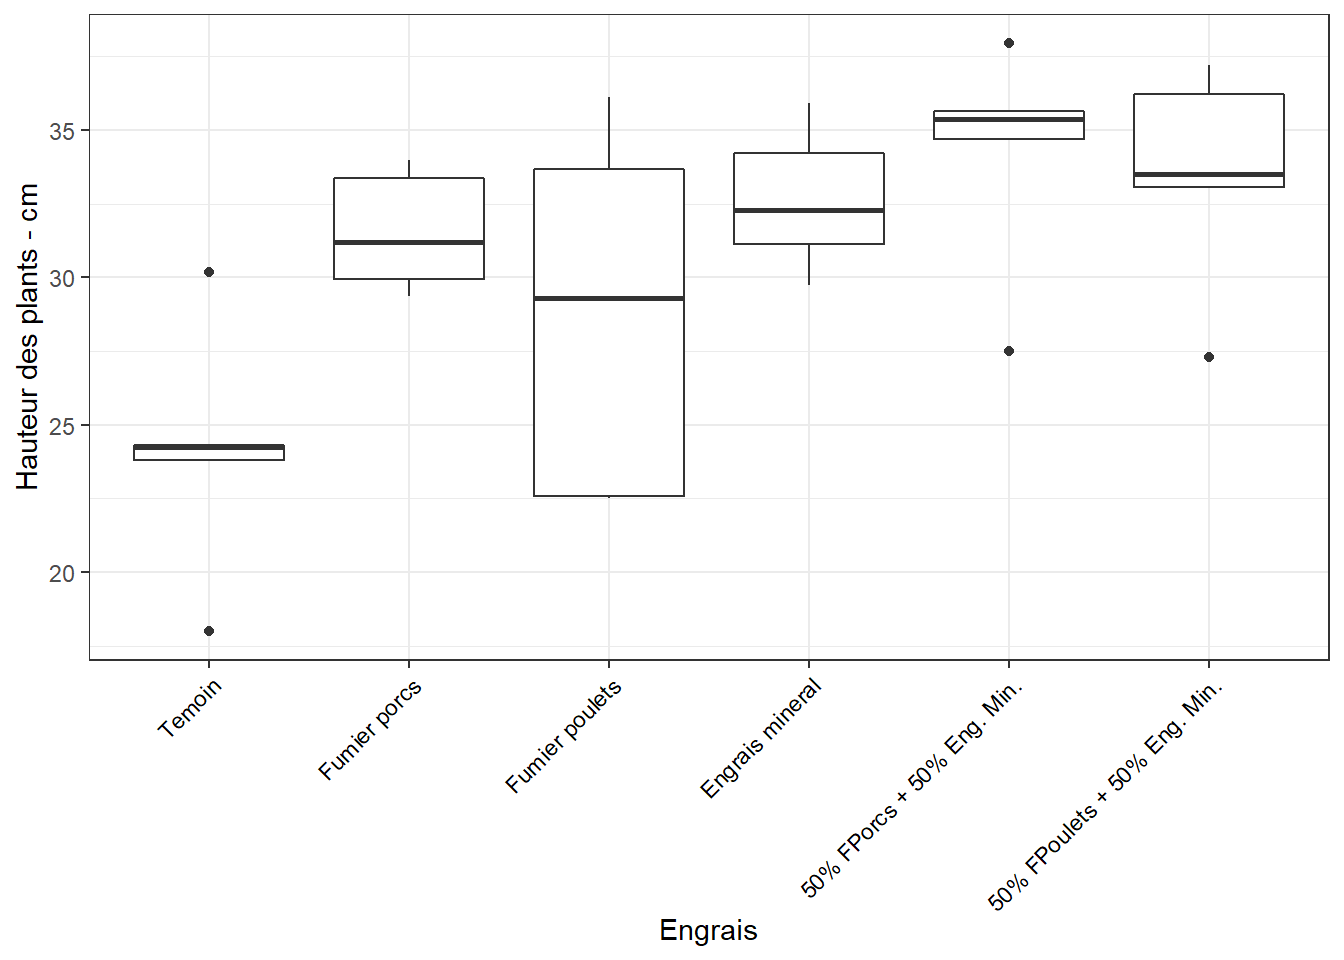 Hauteur des plants - cm
35
30
25
20
Temoin
Fumier porcs
Fumier poulets
Engrais mineral
50% FPorcs + 50% Eng. Min.
50% FPoulets + 50% Eng. Min.
Engrais